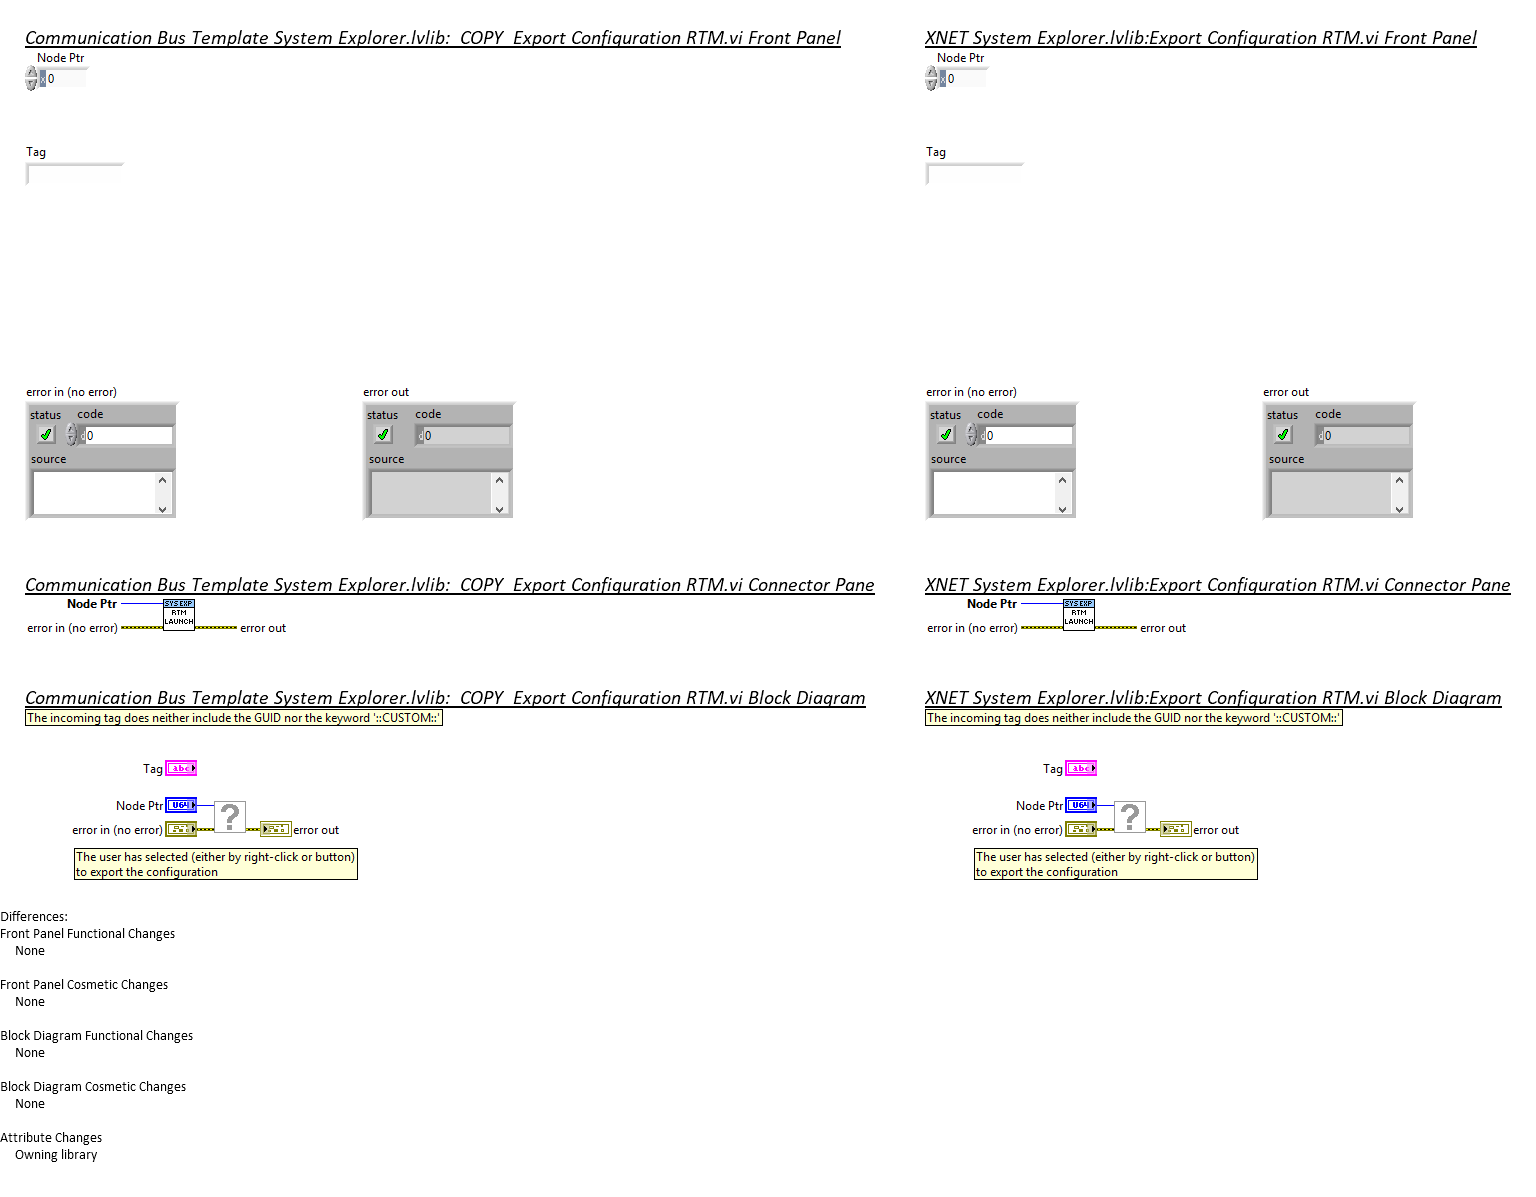 Communication Bus Template System Explorer.lvlib:  COPY  Export Configuration RTM.vi Front Panel
Node Ptr
x 0
Tag
error in (no error)
error out
status code
d 0
source
status code
d 0
source
XNET System Explorer.lvlib:Export Configuration RTM.vi Front Panel
Node Ptr
x 0
Tag
error in (no error)
error out
status code
d 0
source
status code
d 0
source
Communication Bus Template System Explorer.lvlib:  COPY  Export Configuration RTM.vi Connector Pane
Node Ptr
SYS EXP
RTM
LAUNCH
error in (no error)
error out
XNET System Explorer.lvlib:Export Configuration RTM.vi Connector Pane
Node Ptr
SYS EXP
RTM
LAUNCH
error in (no error)
error out
Communication Bus Template System Explorer.lvlib:  COPY  Export Configuration RTM.vi Block Diagram
The incoming tag does neither include the GUID nor the keyword '::CUSTOM::'
Tag abc
Node Ptr U64
?
error in (no error)
error out
The user has selected (either by right-click or button)
to export the configuration
XNET System Explorer.lvlib:Export Configuration RTM.vi Block Diagram
The incoming tag does neither include the GUID nor the keyword '::CUSTOM::'
Tag abc
Node Ptr U64
?
error in (no error)
error out
The user has selected (either by right-click or button)
to export the configuration
Differences:
Front Panel Functional Changes
None
Front Panel Cosmetic Changes
None
Block Diagram Functional Changes
None
Block Diagram Cosmetic Changes
None
Attribute Changes
Owning library